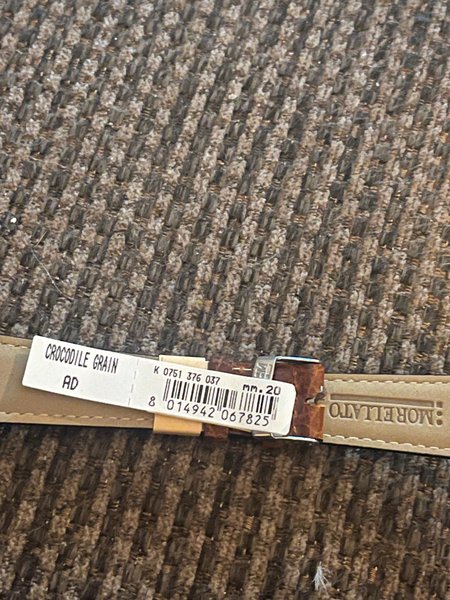 CROCODILE GRAIN
AD
K 0751 376 037
mm.20
8 014942 067825
MORELLATO